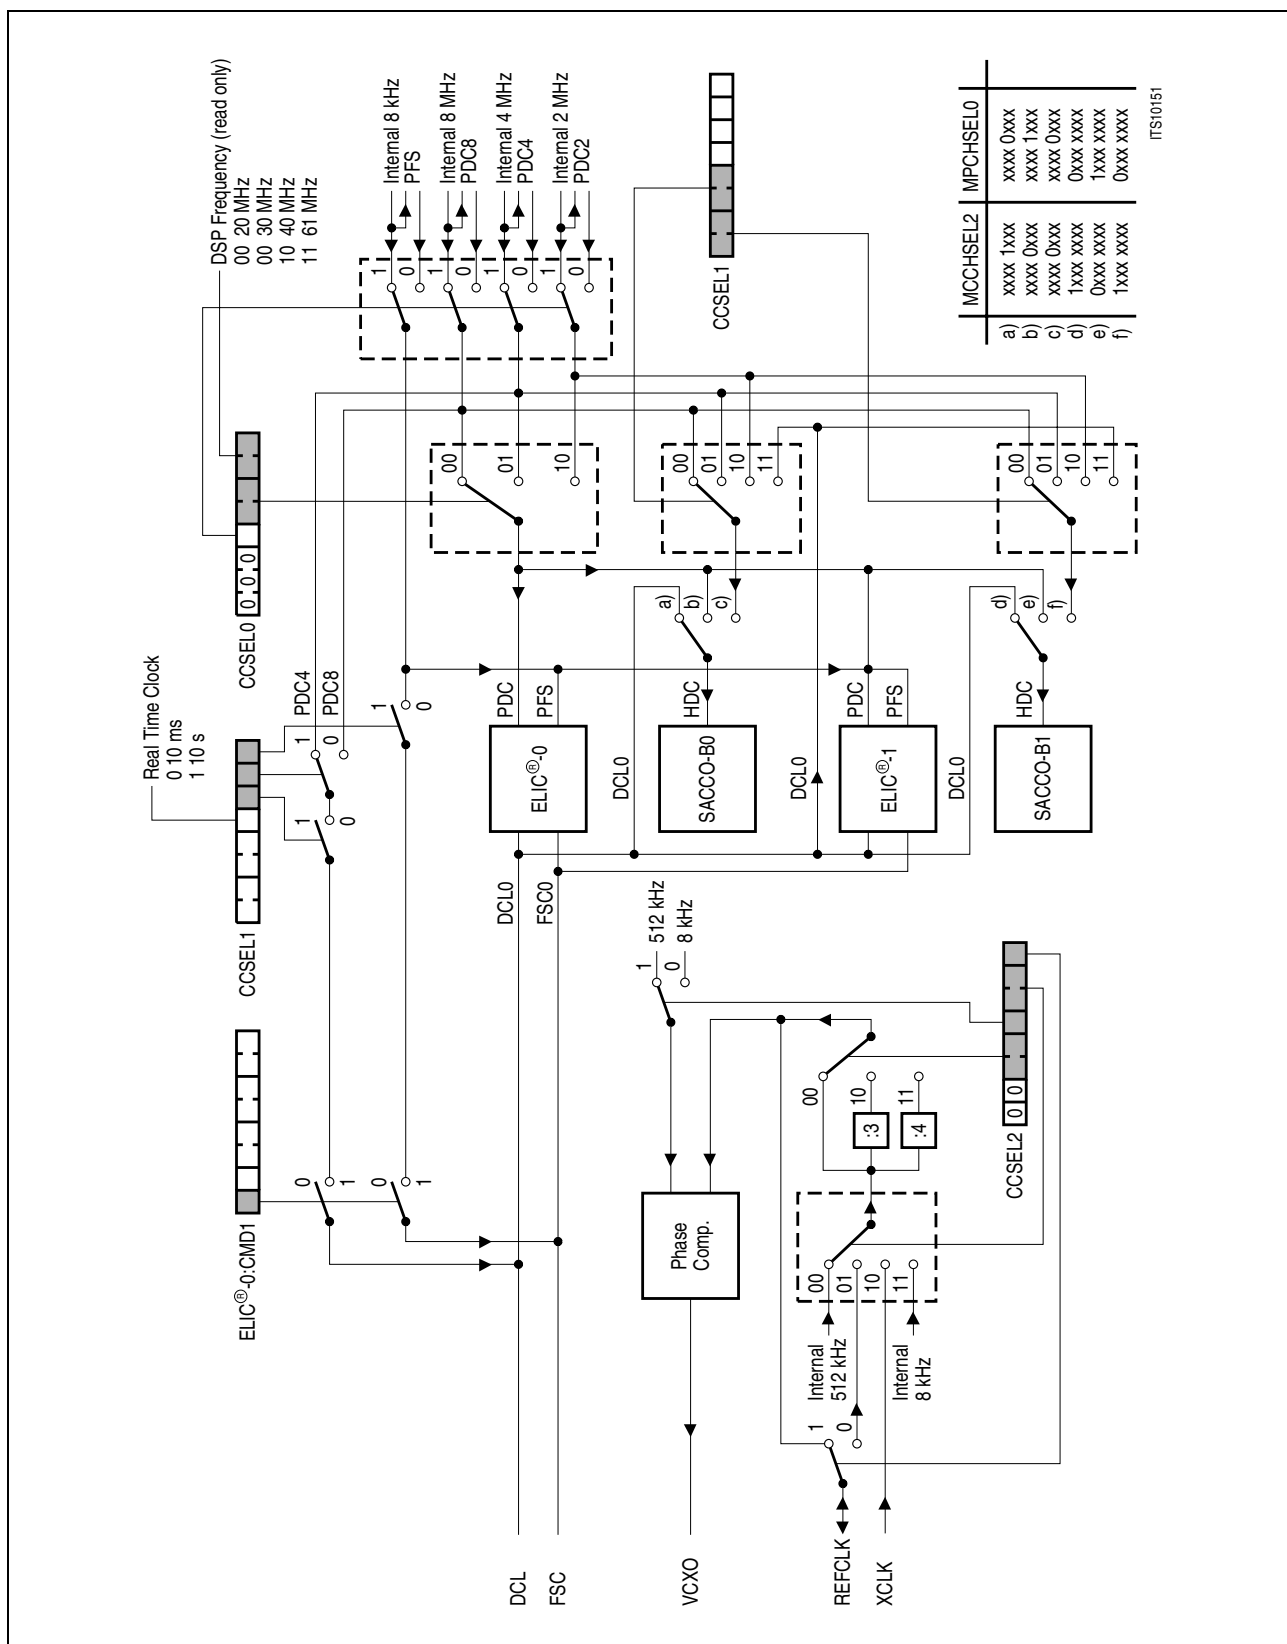 DSP Frequency (read only)
00 20 MHz
00 30 MHz
10 40 MHz
11 61 MHz
Real Time Clock
0 10 ms
1 10 s
ELIC®-0:CMD1
CCSEL1
CCSEL0
0 0 0
PDC4
PDC8
1
0
1
0
1
0
0
1
0
1
Internal 8 kHz
PFS
Internal 8 MHz
PDC8
Internal 4 MHz
PDC4
Internal 2 MHz
PDC2
1
0
1
0
1
0
1
0
00
01
10
00
01
10
11
00
01
10
11
CCSEL1
a)
b)
c)
d)
e)
f)
PDC
PFS
ELIC®-0
DCL0
FSC0
HDC
SACCO-B0
DCL0
PDC
PFS
ELIC®-1
DCL0
HDC
SACCO-B1
DCL0
512 kHz
8 kHz
1
0
Phase
Comp.
00
10
11
:3
:4
CCSEL2
0 0
00
01
10
11
Internal
512 kHz
Internal
8 kHz
1
0
DCL
FSC
VCXO
REFCLK
XCLK
MCCHSEL2 MPCHSEL0
a) xxxx 1xxx xxxx 0xxx
b) xxxx 0xxx xxxx 1xxx
c) xxxx 0xxx xxxx 0xxx
d) 1xxx xxxx 0xxx xxxx
e) 0xxx xxxx 1xxx xxxx
f) 1xxx xxxx 0xxx xxxx
ITS10151